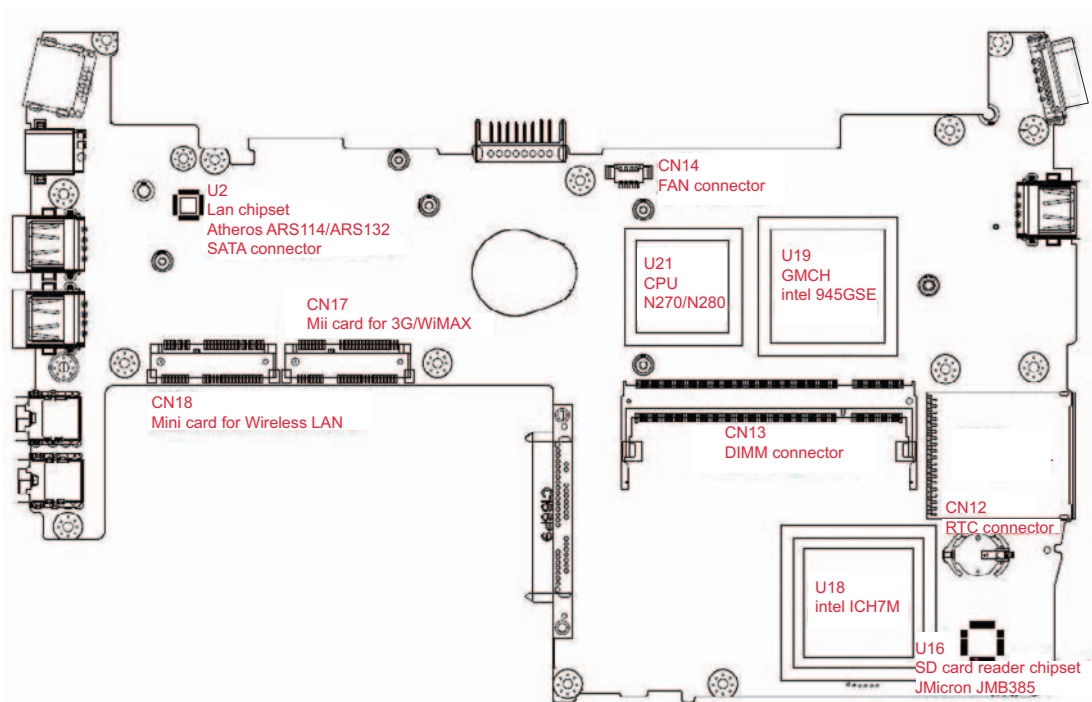 CN14
FAN connector
U2
Lan chipset
Atheros ARS114/ARS132
SATA connector
U21
CPU
N270/N280
U19
GMCH
intel 945GSE
CN17
Mii card for 3G/WiMAX
CN18
Mini card for Wireless LAN
CN13
DIMM connector
CN12
RTC connector
U18
intel ICH7M
U16
SD card reader chipset
JMicron JMB385